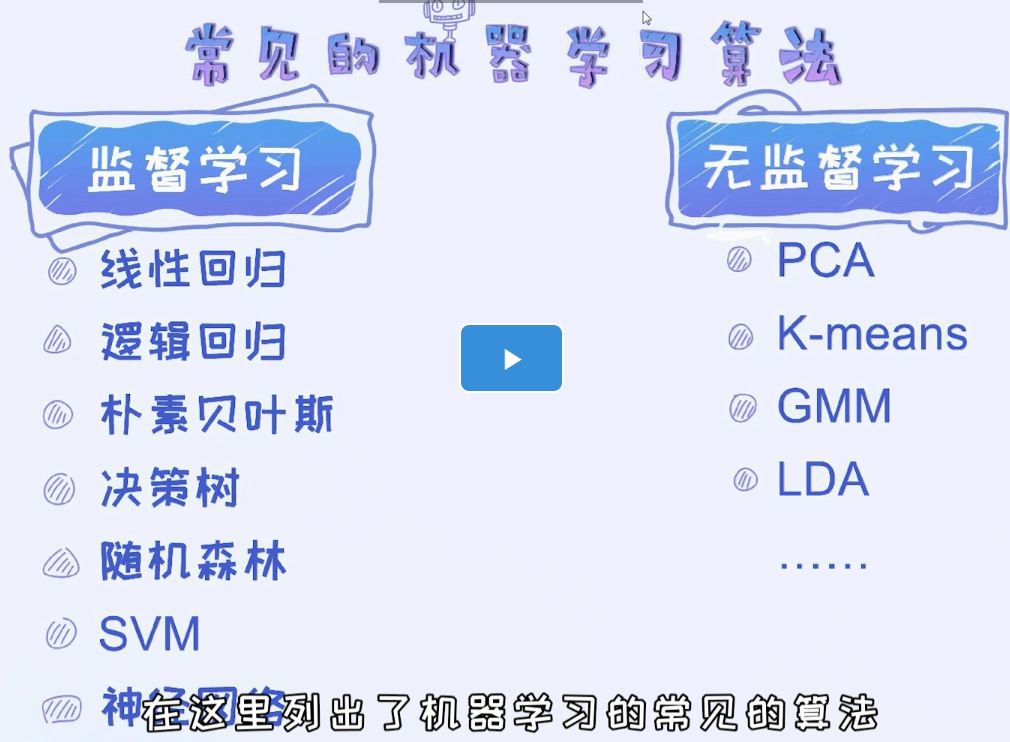 常见的机器学习算法
监督学习
线性回归
逻辑回归
朴素贝叶斯
决策树
随机森林
SVM
神经网络
无监督学习
PCA
K-means
GMM
LDA
……
在这里列出了机器学习的常见的算法